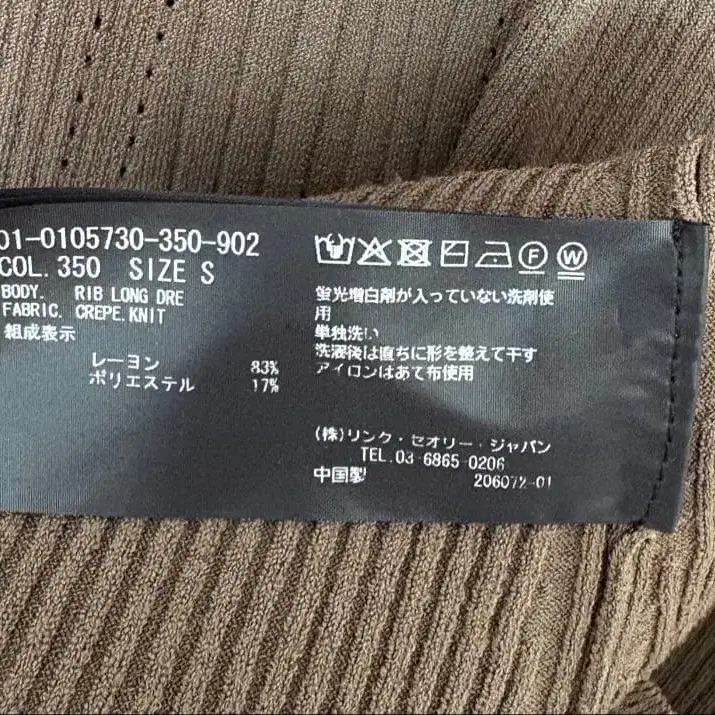 01-0105730-350-902
COL. 350 SIZE S
BODY. RIB LONG DRE
FABRIC. CREPE.KNIT
組成表示
レーヨン 83%
ポリエステル 17%
F W
蛍光増白剤が入っていない洗剤使
用
単独洗い
洗濯後は直ちに形を整えて干す
アイロンはあて布使用
(株)リンク・セオリー・ジャパン
TEL.03-6865-0206
中国製 206072-01